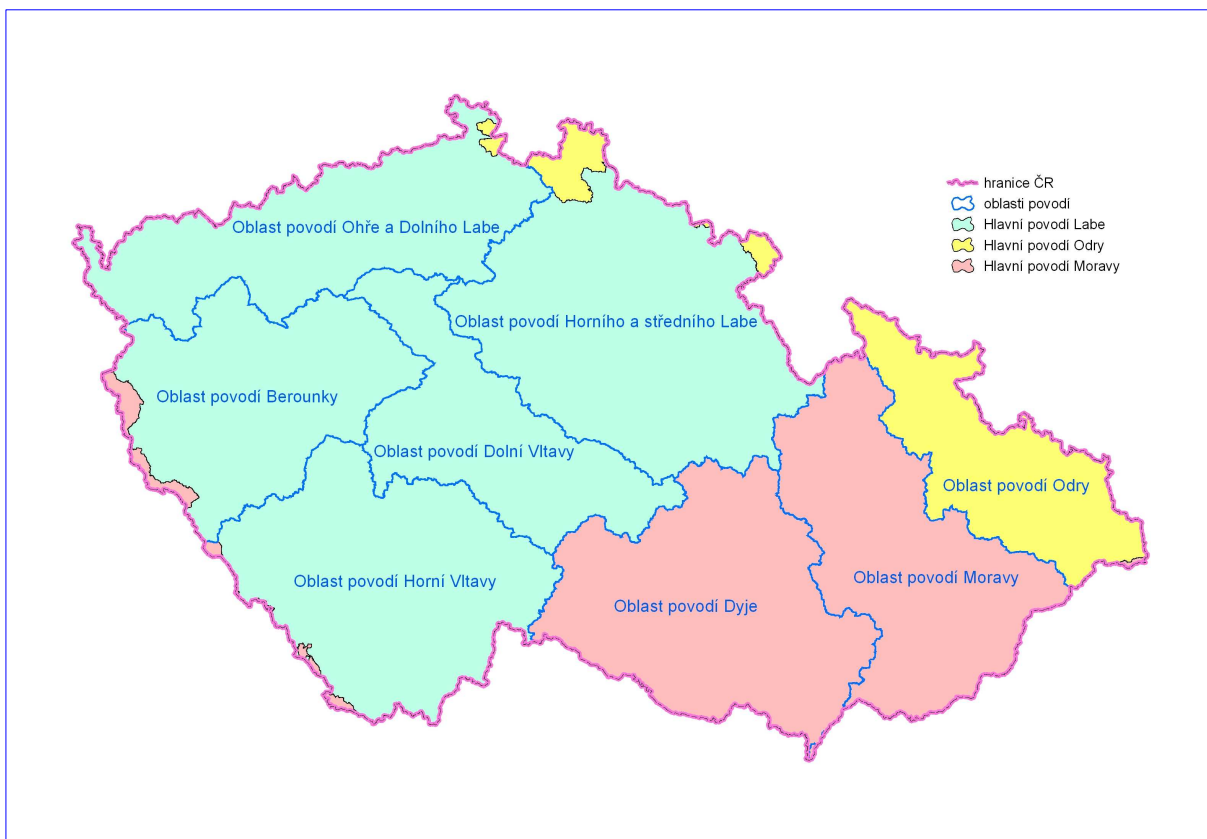 hranice ČR
oblasti povodí
Hlavní povodí Labe
Hlavní povodí Odry
Hlavní povodí Moravy
Oblast povodí Ohře a Dolního Labe
Oblast povodí Horního a středního Labe
Oblast povodí Berounky
Oblast povodí Dolní Vltavy
Oblast povodí Odry
Oblast povodí Horní Vltavy
Oblast povodí Moravy
Oblast povodí Dyje